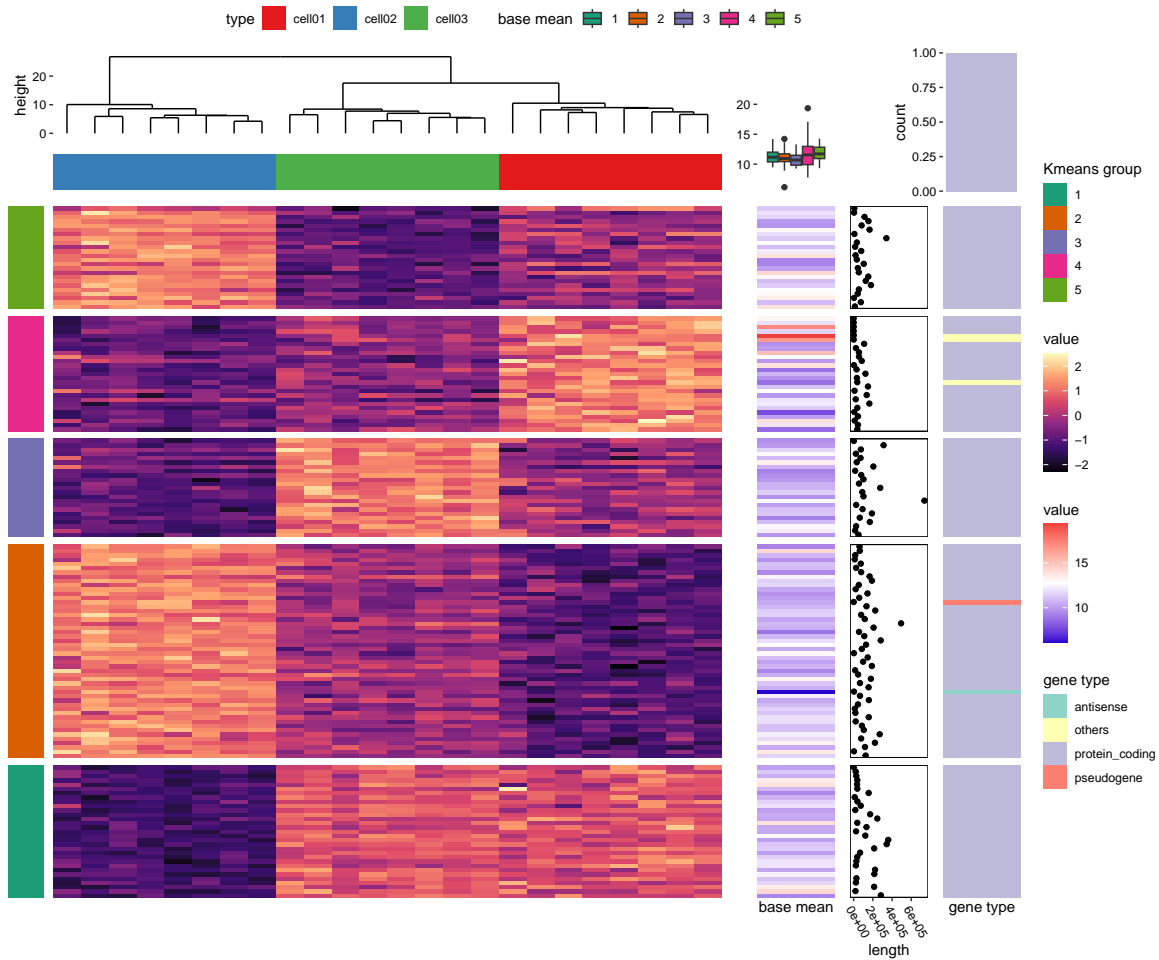 type cell01 cell02 cell03 base mean 1 2 3 4 5
height
20
10
0
20
15
10
count
1.00
0.75
0.50
0.25
0.00
Kmeans group
1
2
3
4
5
value
2
1
0
−1
−2
value
15
10
gene type
antisense
others
protein_coding
pseudogene
base mean
0e+00 2e+05 4e+05 6e+05
length
gene type